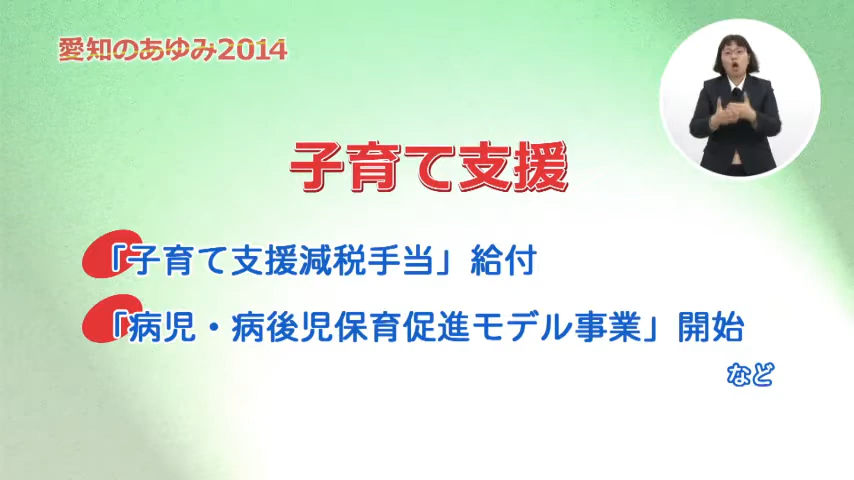 愛知のあゆみ2014
子育て支援
「子育て支援減税手当」給付
「病児・病後児保育促進モデル事業」開始
など